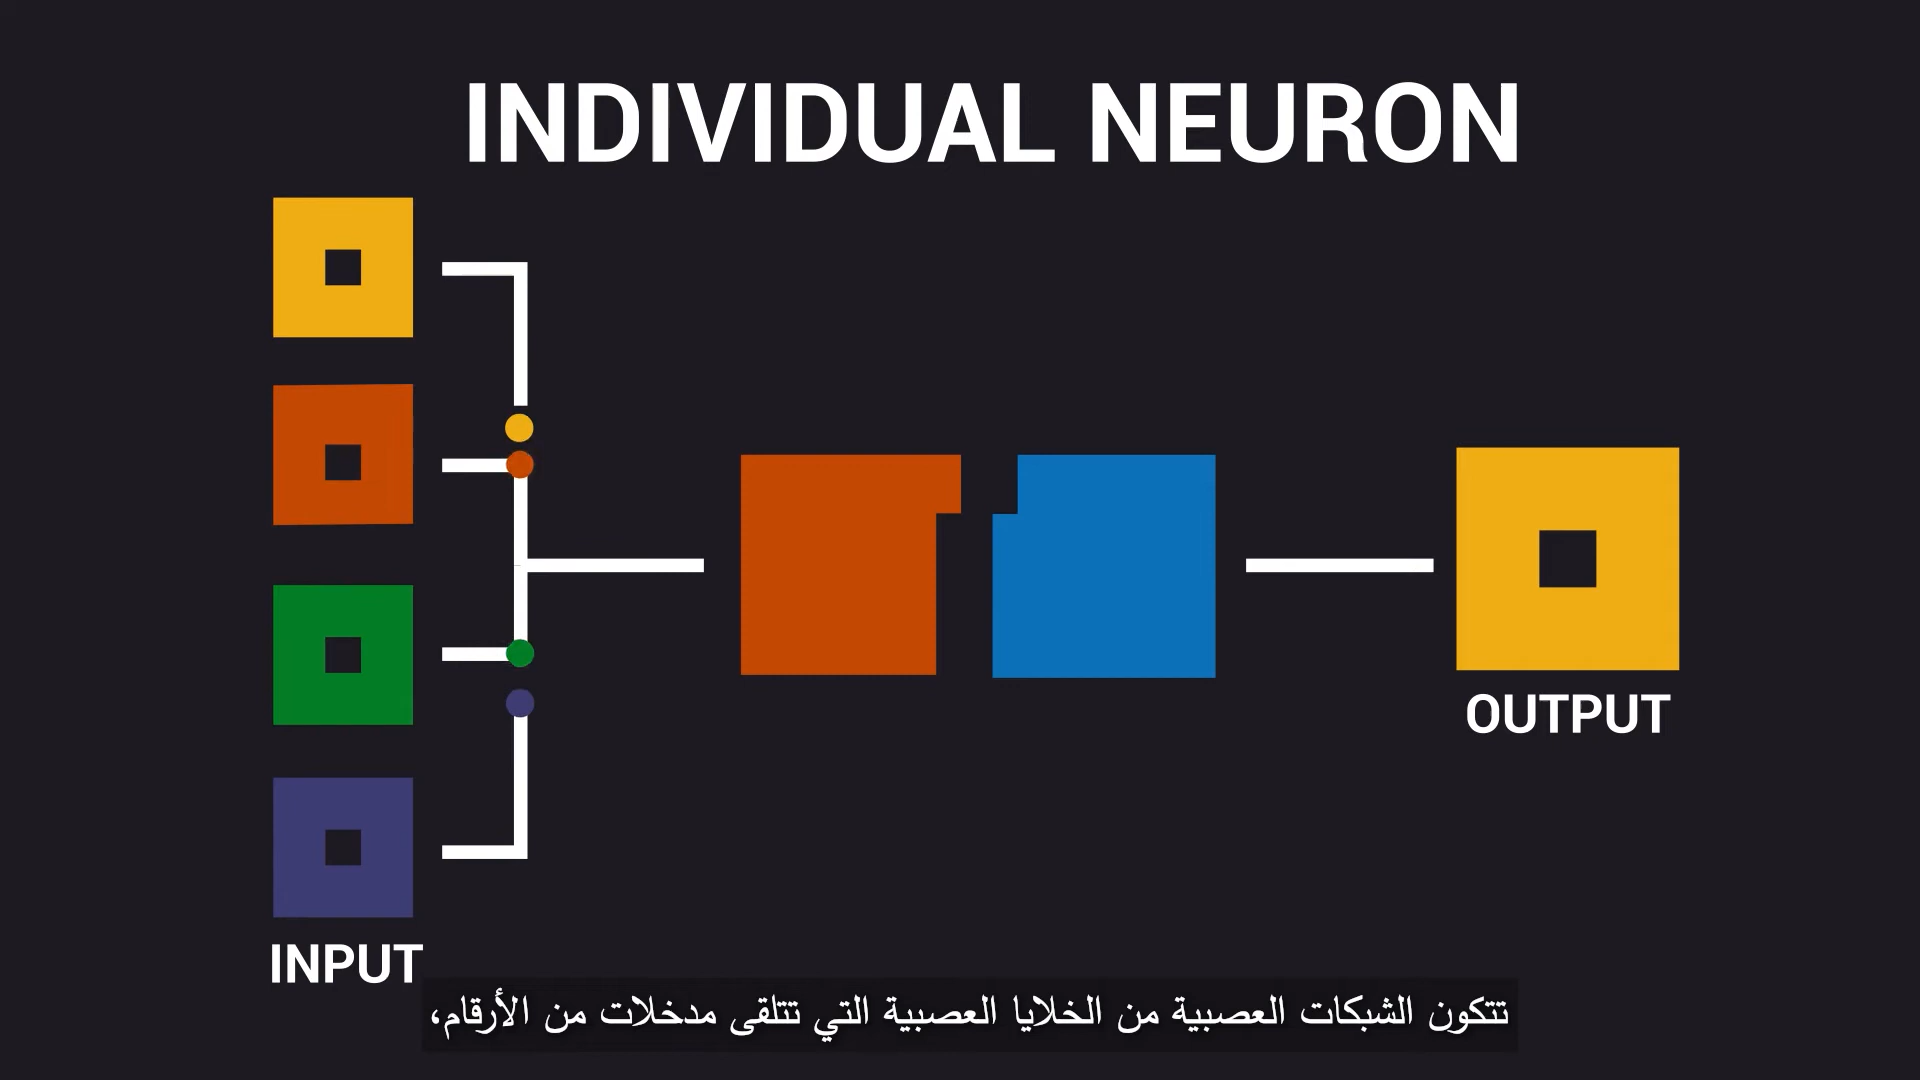 INDIVIDUAL NEURON
OUTPUT
INPUT
تتكون الشبكات العصبية من الخلايا العصبية التي تتلقى مدخلات من الأرقام،